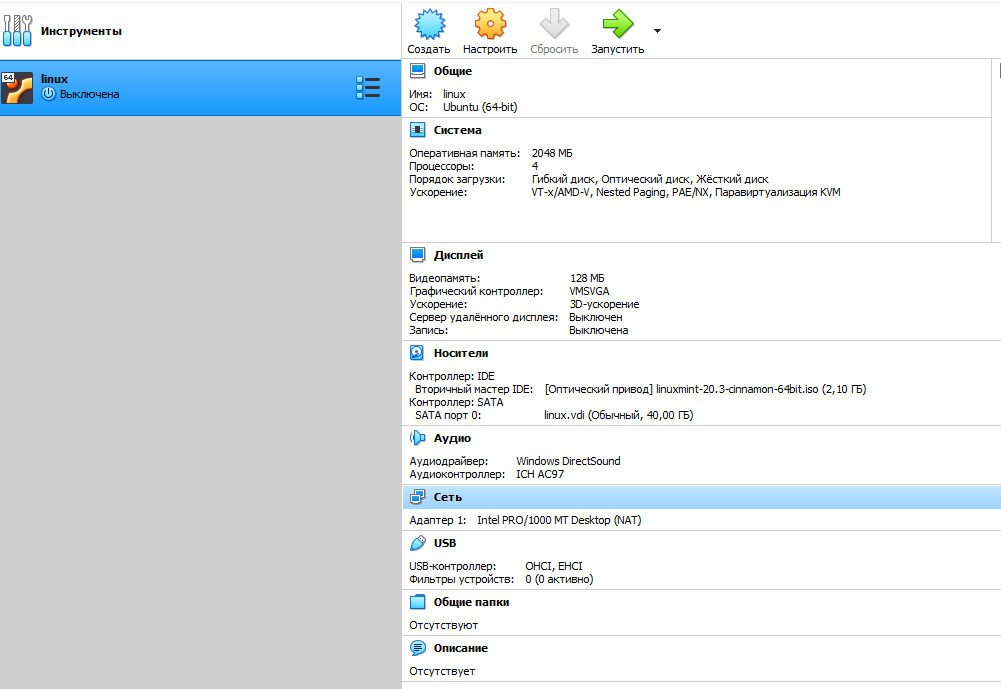 Инструменты
Создать Настроить Сбросить Запустить
64
linux
Выключена
Общие
Имя: linux
ОС: Ubuntu (64-bit)
Система
Оперативная память: 2048 МБ
Процессоры: 4
Порядок загрузки: Гибкий диск, Оптический диск, Жёсткий диск
Ускорение: VT-x/AMD-V, Nested Paging, PAE/NX, Паравиртуализация KVM
Дисплей
Видеопамять: 128 МБ
Графический контроллер: VMSVGA
Ускорение: 3D-ускорение
Сервер удалённого дисплея: Выключен
Запись: Выключена
Носители
Контроллер: IDE
Вторичный мастер IDE: [Оптический привод] linuxmint-20.3-cinnamon-64bit.iso (2,10 ГБ)
Контроллер: SATA
SATA порт 0: linux.vdi (Обычный, 40,00 ГБ)
Аудио
Аудиодрайвер: Windows DirectSound
Аудиоконтроллер: ICH AC97
Сеть
Адаптер 1: Intel PRO/1000 MT Desktop (NAT)
USB
USB-контроллер: OHCI, EHCI
Фильтры устройств: 0 (0 активно)
Общие папки
Отсутствуют
Описание
Отсутствует